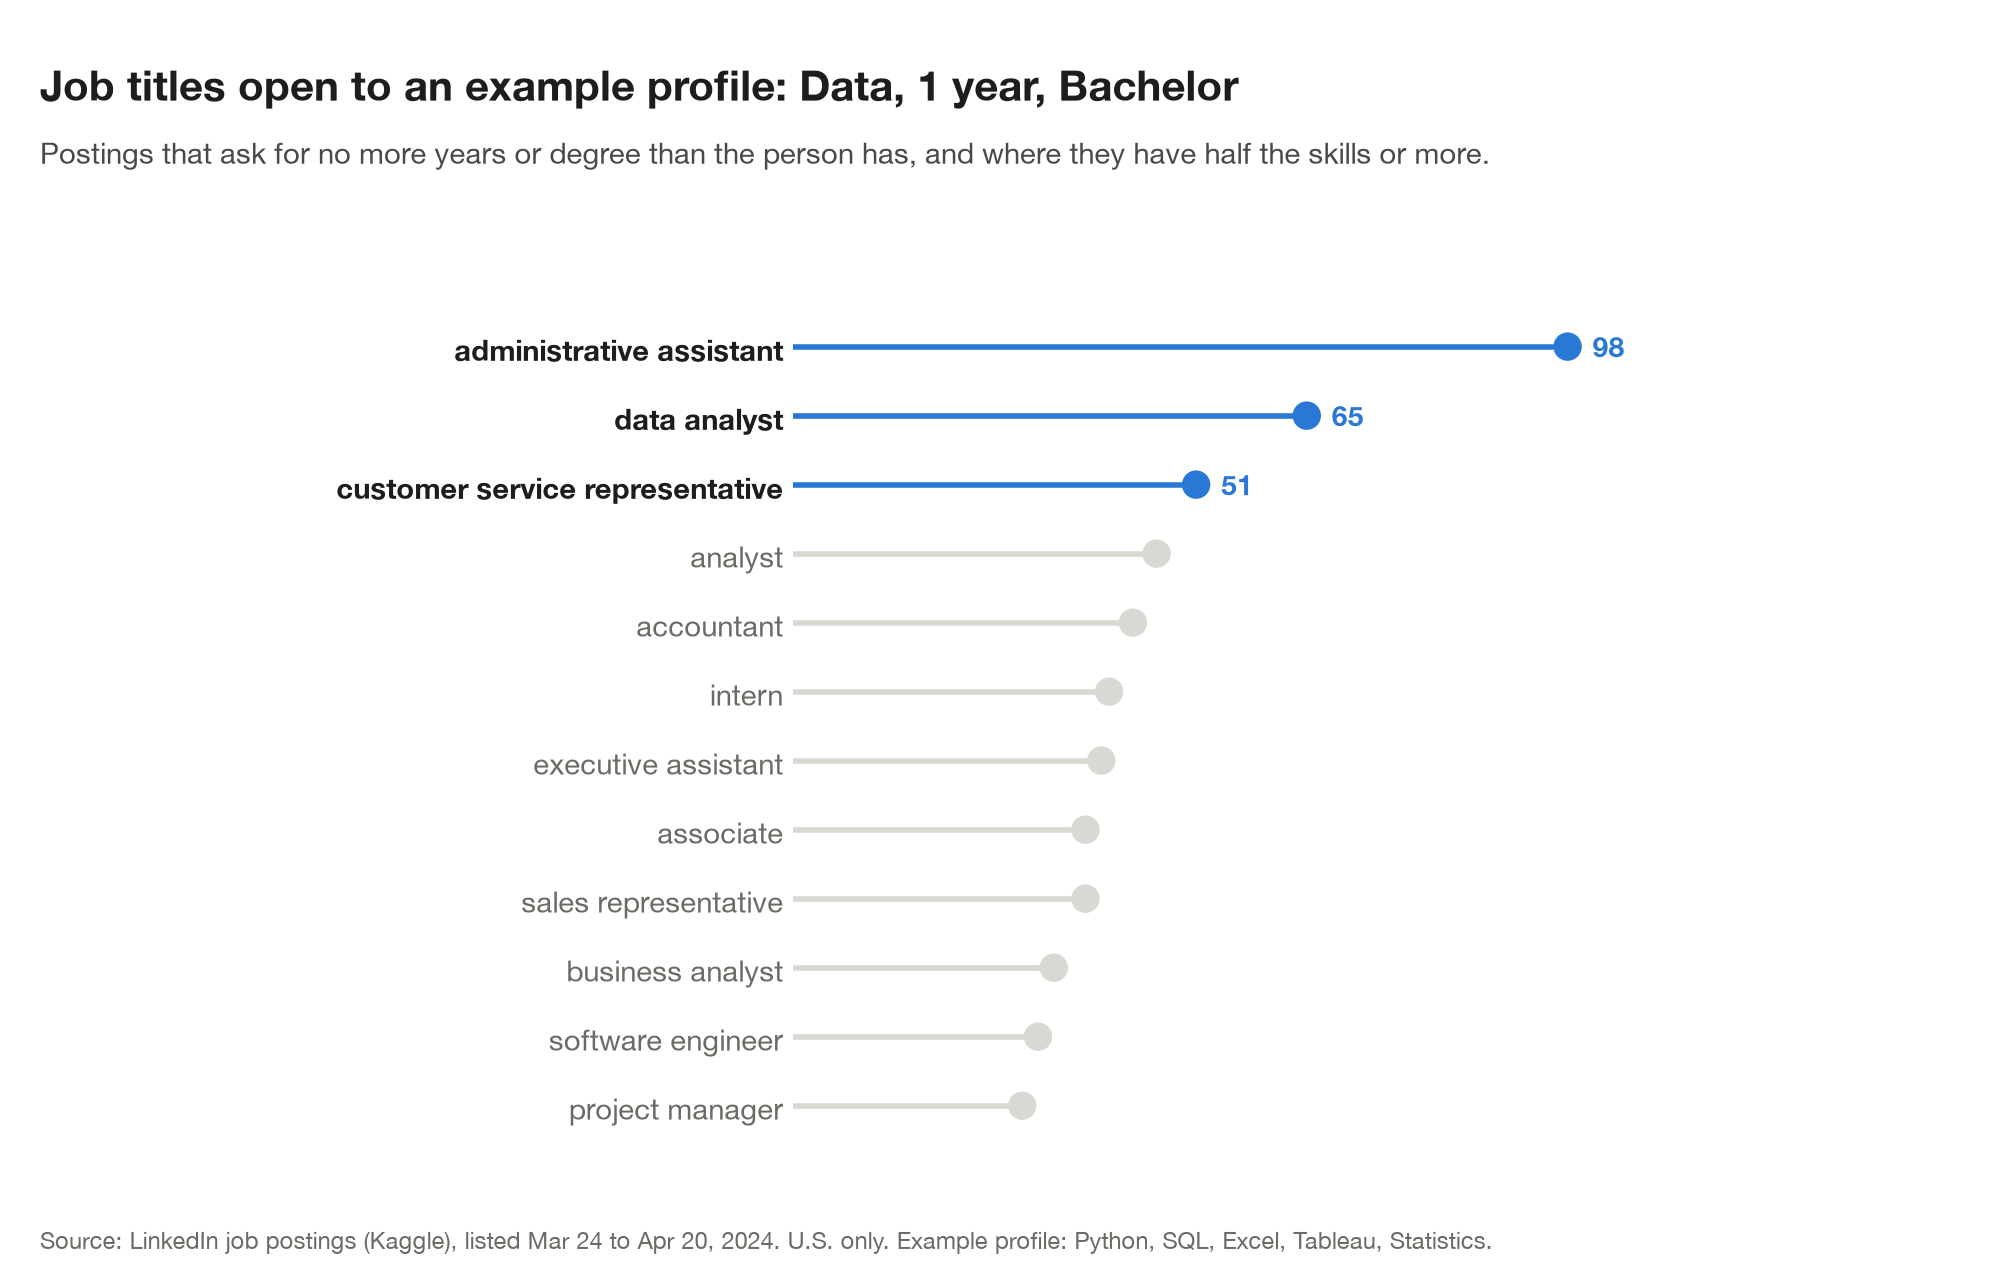 Job titles open to an example profile: Data, 1 year, Bachelor
Postings that ask for no more years or degree than the person has, and where they have half the skills or more.
administrative assistant 98
data analyst 65
customer service representative 51
analyst
accountant
intern
executive assistant
associate
sales representative
business analyst
software engineer
project manager
Source: LinkedIn job postings (Kaggle), listed Mar 24 to Apr 20, 2024. U.S. only. Example profile: Python, SQL, Excel, Tableau, Statistics.